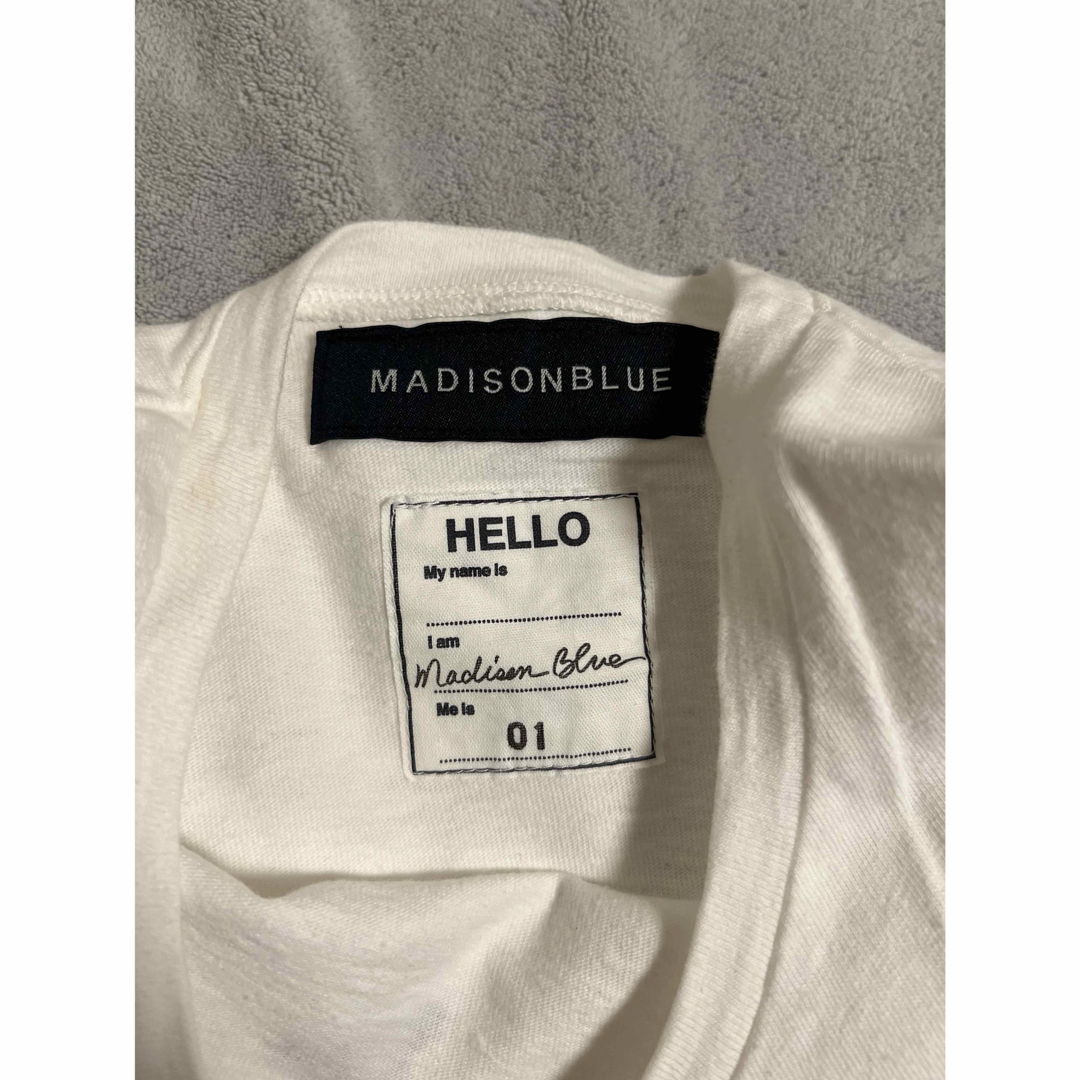 MADISONBLUE
HELLO
My name is
I am
Madison Blue
Me is
01